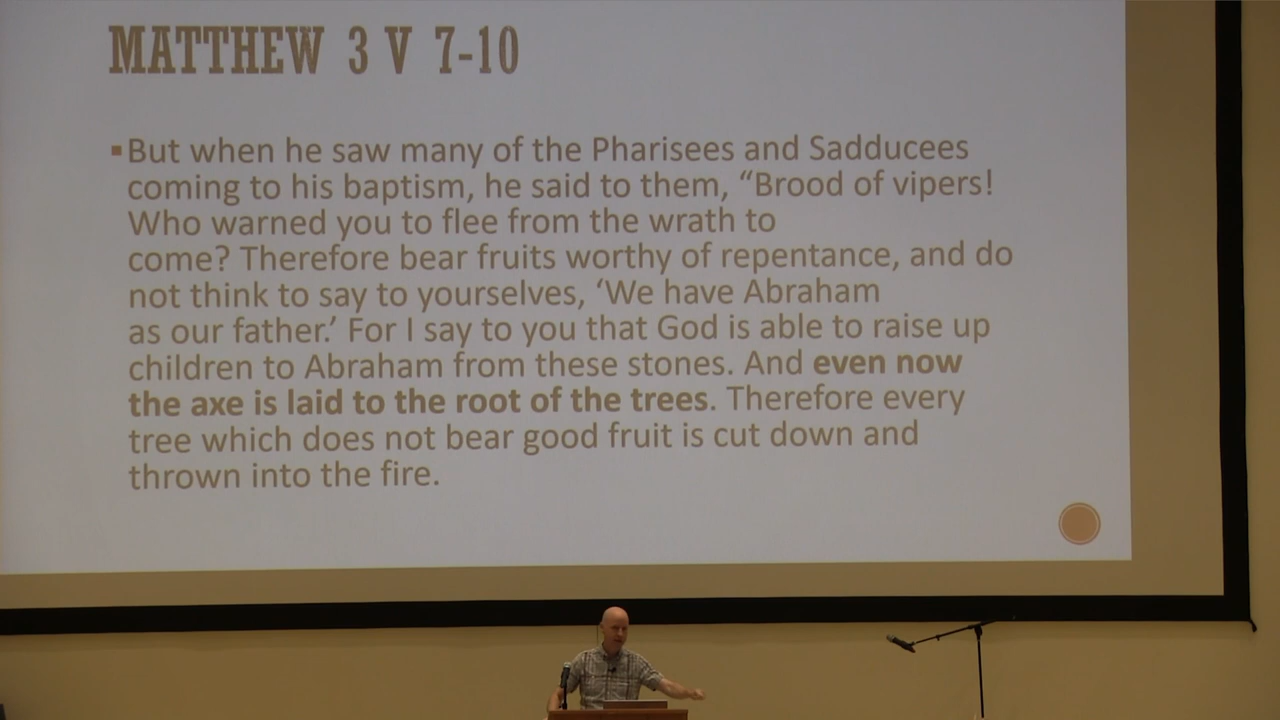 MATTHEW 3 V 7-10
▪But when he saw many of the Pharisees and Sadducees
coming to his baptism, he said to them, “Brood of vipers!
Who warned you to flee from the wrath to
come? Therefore bear fruits worthy of repentance, and do
not think to say to yourselves, ‘We have Abraham
as our father.’ For I say to you that God is able to raise up
children to Abraham from these stones. And even now
the axe is laid to the root of the trees. Therefore every
tree which does not bear good fruit is cut down and
thrown into the fire.